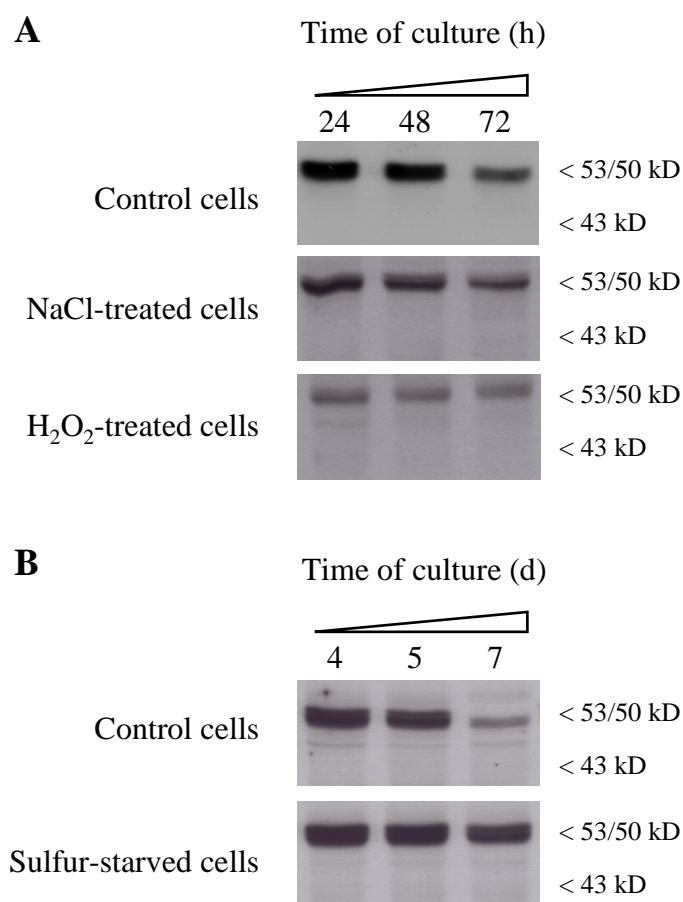 A
Time of culture (h)
24 48 72
Control cells
< 53/50 kD
< 43 kD
NaCl-treated cells
< 53/50 kD
< 43 kD
H₂O₂-treated cells
< 53/50 kD
< 43 kD
B
Time of culture (d)
4 5 7
Control cells
< 53/50 kD
< 43 kD
Sulfur-starved cells
< 53/50 kD
< 43 kD